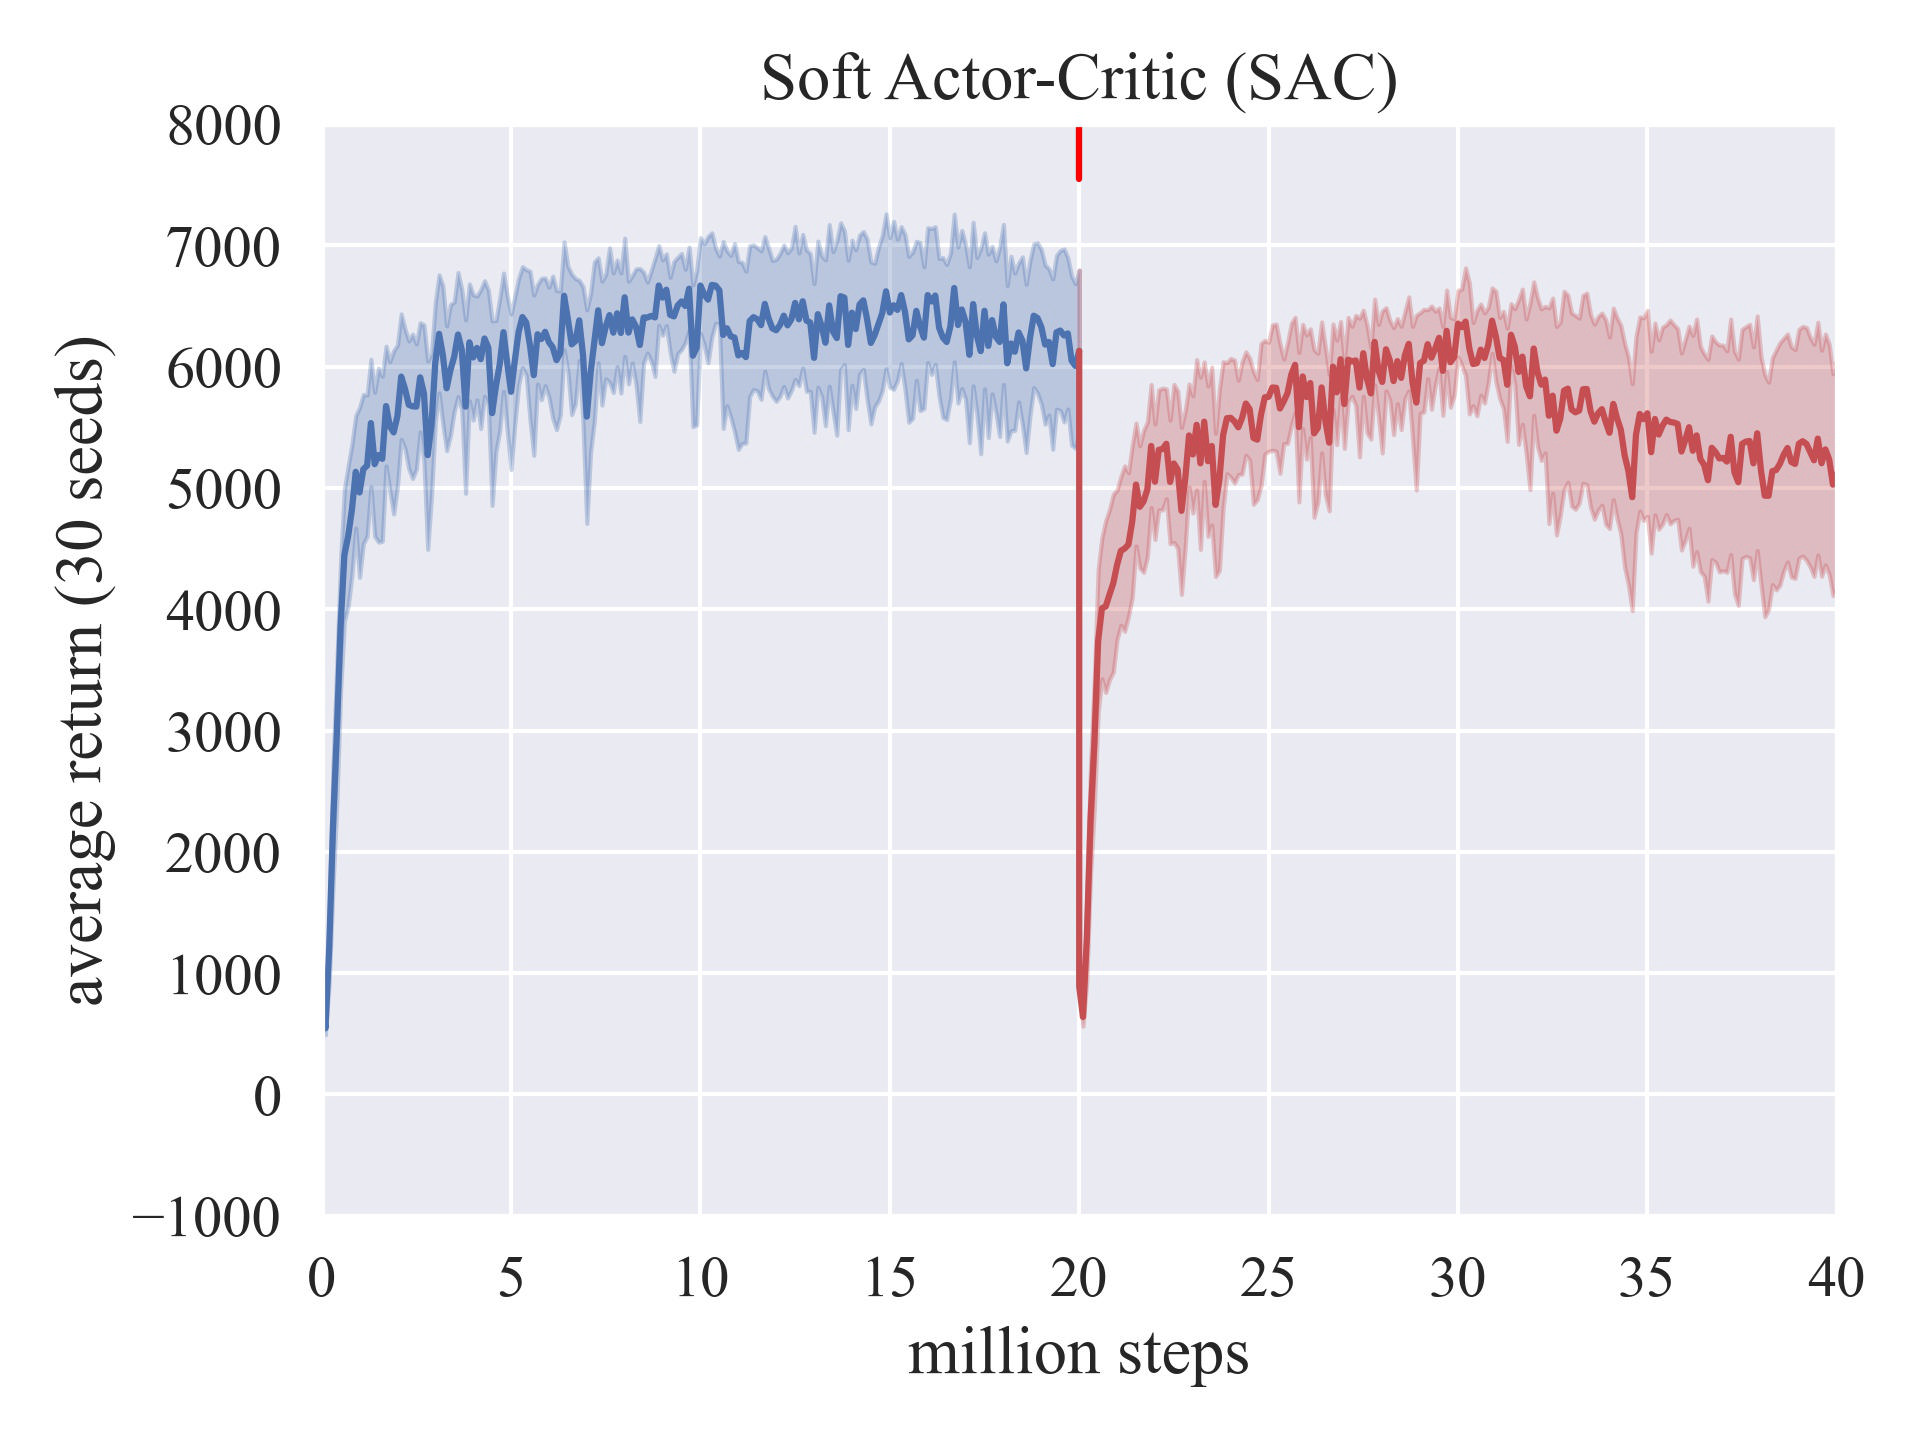 Soft Actor-Critic (SAC)
average return (30 seeds)
8000
7000
6000
5000
4000
3000
2000
1000
0
−1000
0 5 10 15 20 25 30 35 40
million steps